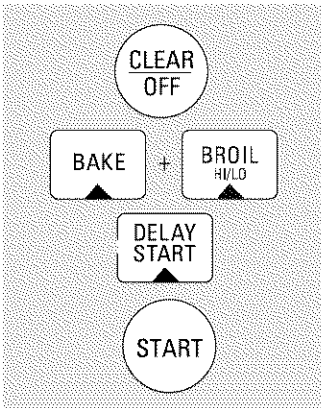 CLEAR
OFF
BAKE + BROIL
HI/LO
DELAY
START
START